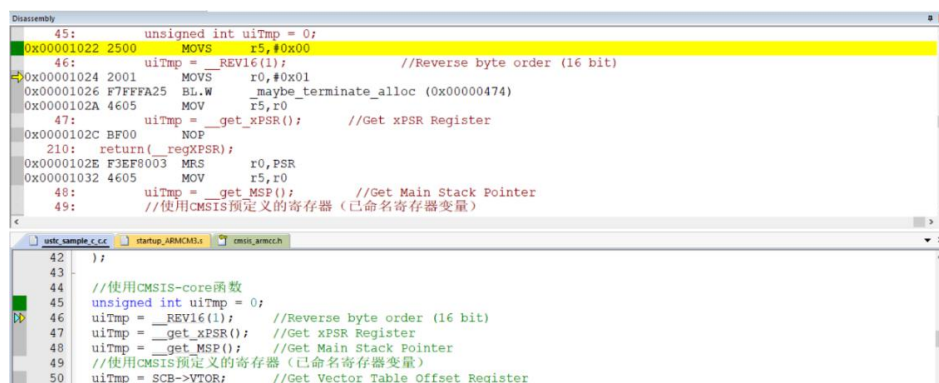 Disassembly
45: unsigned int uiTmp = 0;
0x00001022 2500 MOVS r5,#0x00
46: uiTmp = __REV16(1); //Reverse byte order (16 bit)
0x00001024 2001 MOVS r0,#0x01
0x00001026 F7FFFA25 BL.W _maybe_terminate_alloc (0x00000474)
0x0000102A 4605 MOV r5,r0
47: uiTmp = __get_xPSR(); //Get xPSR Register
0x0000102C BF00 NOP
210: return(__regXPSR);
0x0000102E F3EF8003 MRS r0,PSR
0x00001032 4605 MOV r5,r0
48: uiTmp = __get_MSP(); //Get Main Stack Pointer
49: //使用CMSIS预定义的寄存器（已命名寄存器变量）
ustc_sample_c_c.c startup_ARMCM3.s cmsis_armcc.h
42 );
43
44 //使用CMSIS-core函数
45 unsigned int uiTmp = 0;
46 uiTmp = __REV16(1); //Reverse byte order (16 bit)
47 uiTmp = __get_xPSR(); //Get xPSR Register
48 uiTmp = __get_MSP(); //Get Main Stack Pointer
49 //使用CMSIS预定义的寄存器（已命名寄存器变量）
50 uiTmp = SCB->VTOR; //Get Vector Table Offset Register